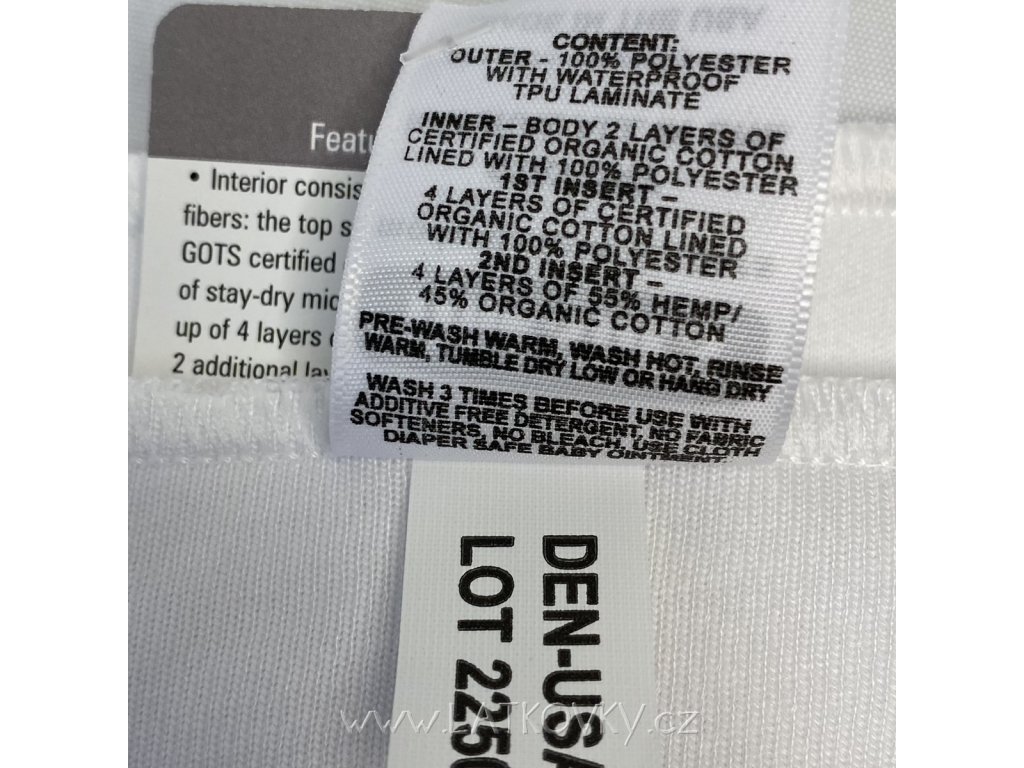 Featu
• Interior consis
fibers: the top s
GOTS certified
of stay-dry mic
up of 4 layers
2 additional lay
CONTENT:
OUTER - 100% POLYESTER
WITH WATERPROOF
TPU LAMINATE
INNER – BODY 2 LAYERS OF
CERTIFIED ORGANIC COTTON
LINED WITH 100% POLYESTER
1ST INSERT –
4 LAYERS OF CERTIFIED
ORGANIC COTTON LINED
WITH 100% POLYESTER
2ND INSERT –
4 LAYERS OF 55% HEMP/
45% ORGANIC COTTON
PRE-WASH WARM, WASH HOT, RINSE
WARM, TUMBLE DRY LOW OR HANG DRY
WASH 3 TIMES BEFORE USE WITH
ADDITIVE FREE DETERGENT, NO FABRIC
SOFTENERS, NO BLEACH, USE CLOTH
DIAPER SAFE BABY OINTMENT.
DEN-USA
LOT 2250
www.LATKOVKY.cz